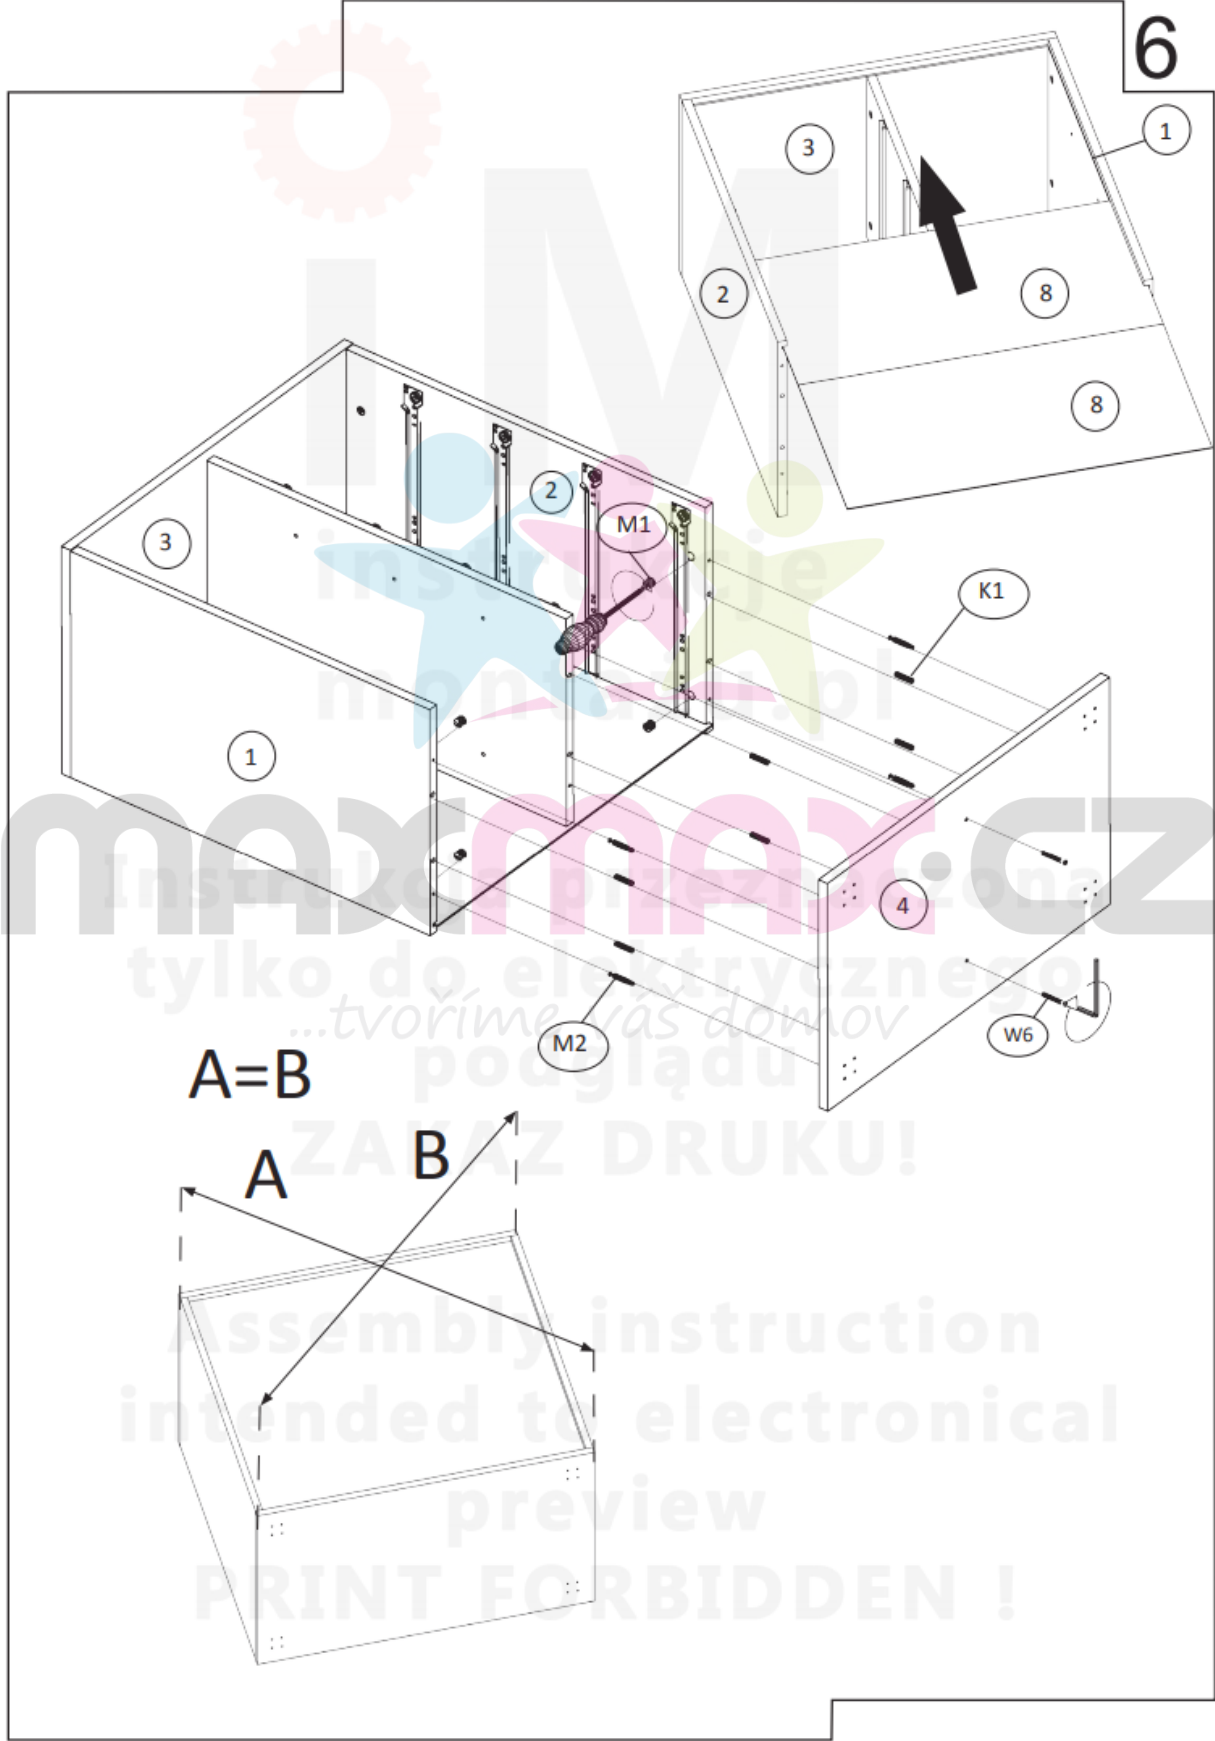 6
3
1
2
8
8
iM
2
M1
3
K1
instrukcje
montażu.pl
1
maxmax.cz
Instrukcja przeznaczona
4
tylko do elektrycznego
...tvoříme váš domov
M2
W6
podglądu
A=B
ZAKAZ DRUKU!
B
A
Assembly instruction
intended to electronical
preview
PRINT FORBIDDEN !